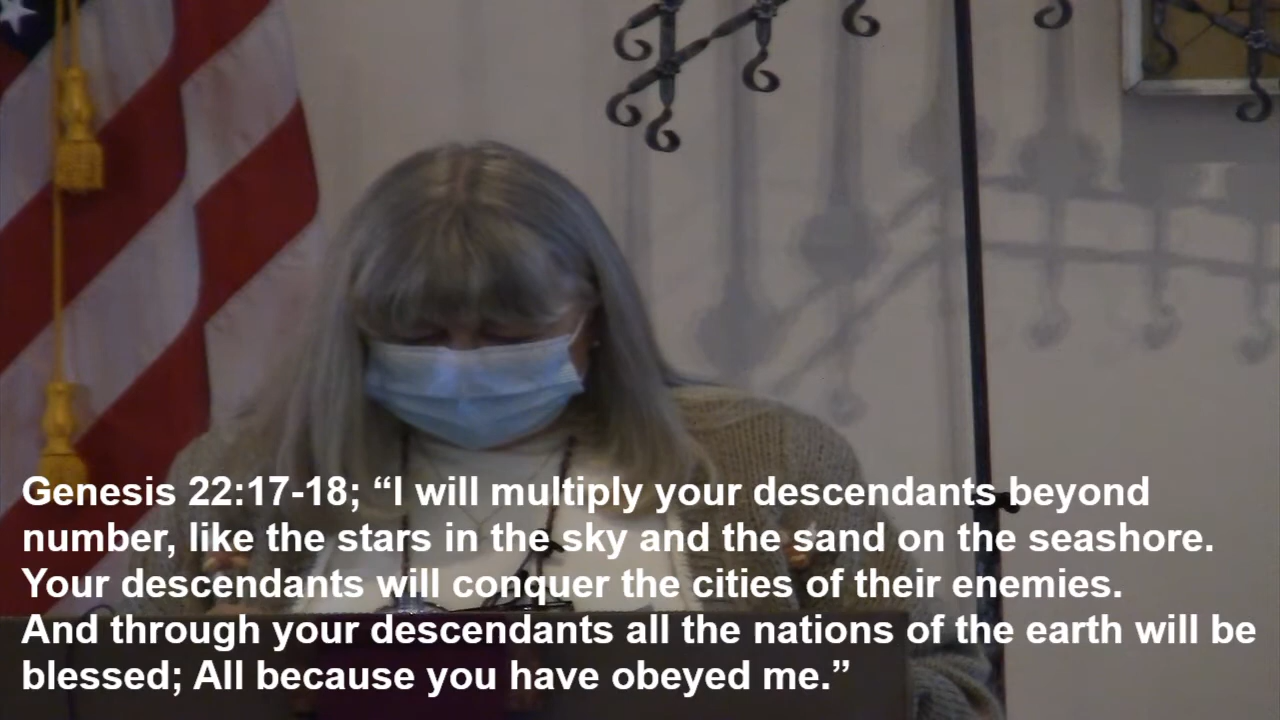 Genesis 22:17-18; “I will multiply your descendants beyond
number, like the stars in the sky and the sand on the seashore.
Your descendants will conquer the cities of their enemies.
And through your descendants all the nations of the earth will be
blessed; All because you have obeyed me.”